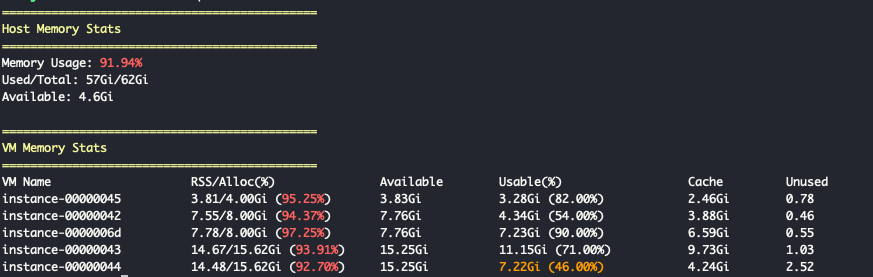 Host Memory Stats
Memory Usage: 91.94%
Used/Total: 57Gi/62Gi
Available: 4.6Gi
VM Memory Stats
VM Name RSS/Alloc(%) Available Usable(%) Cache Unused
instance-00000045 3.81/4.00Gi (95.25%) 3.83Gi 3.28Gi (82.00%) 2.46Gi 0.78
instance-00000042 7.55/8.00Gi (94.37%) 7.76Gi 4.34Gi (54.00%) 3.88Gi 0.46
instance-0000006d 7.78/8.00Gi (97.25%) 7.76Gi 7.23Gi (90.00%) 6.59Gi 0.55
instance-00000043 14.67/15.62Gi (93.91%) 15.25Gi 11.15Gi (71.00%) 9.73Gi 1.03
instance-00000044 14.48/15.62Gi (92.70%) 15.25Gi 7.22Gi (46.00%) 4.24Gi 2.52